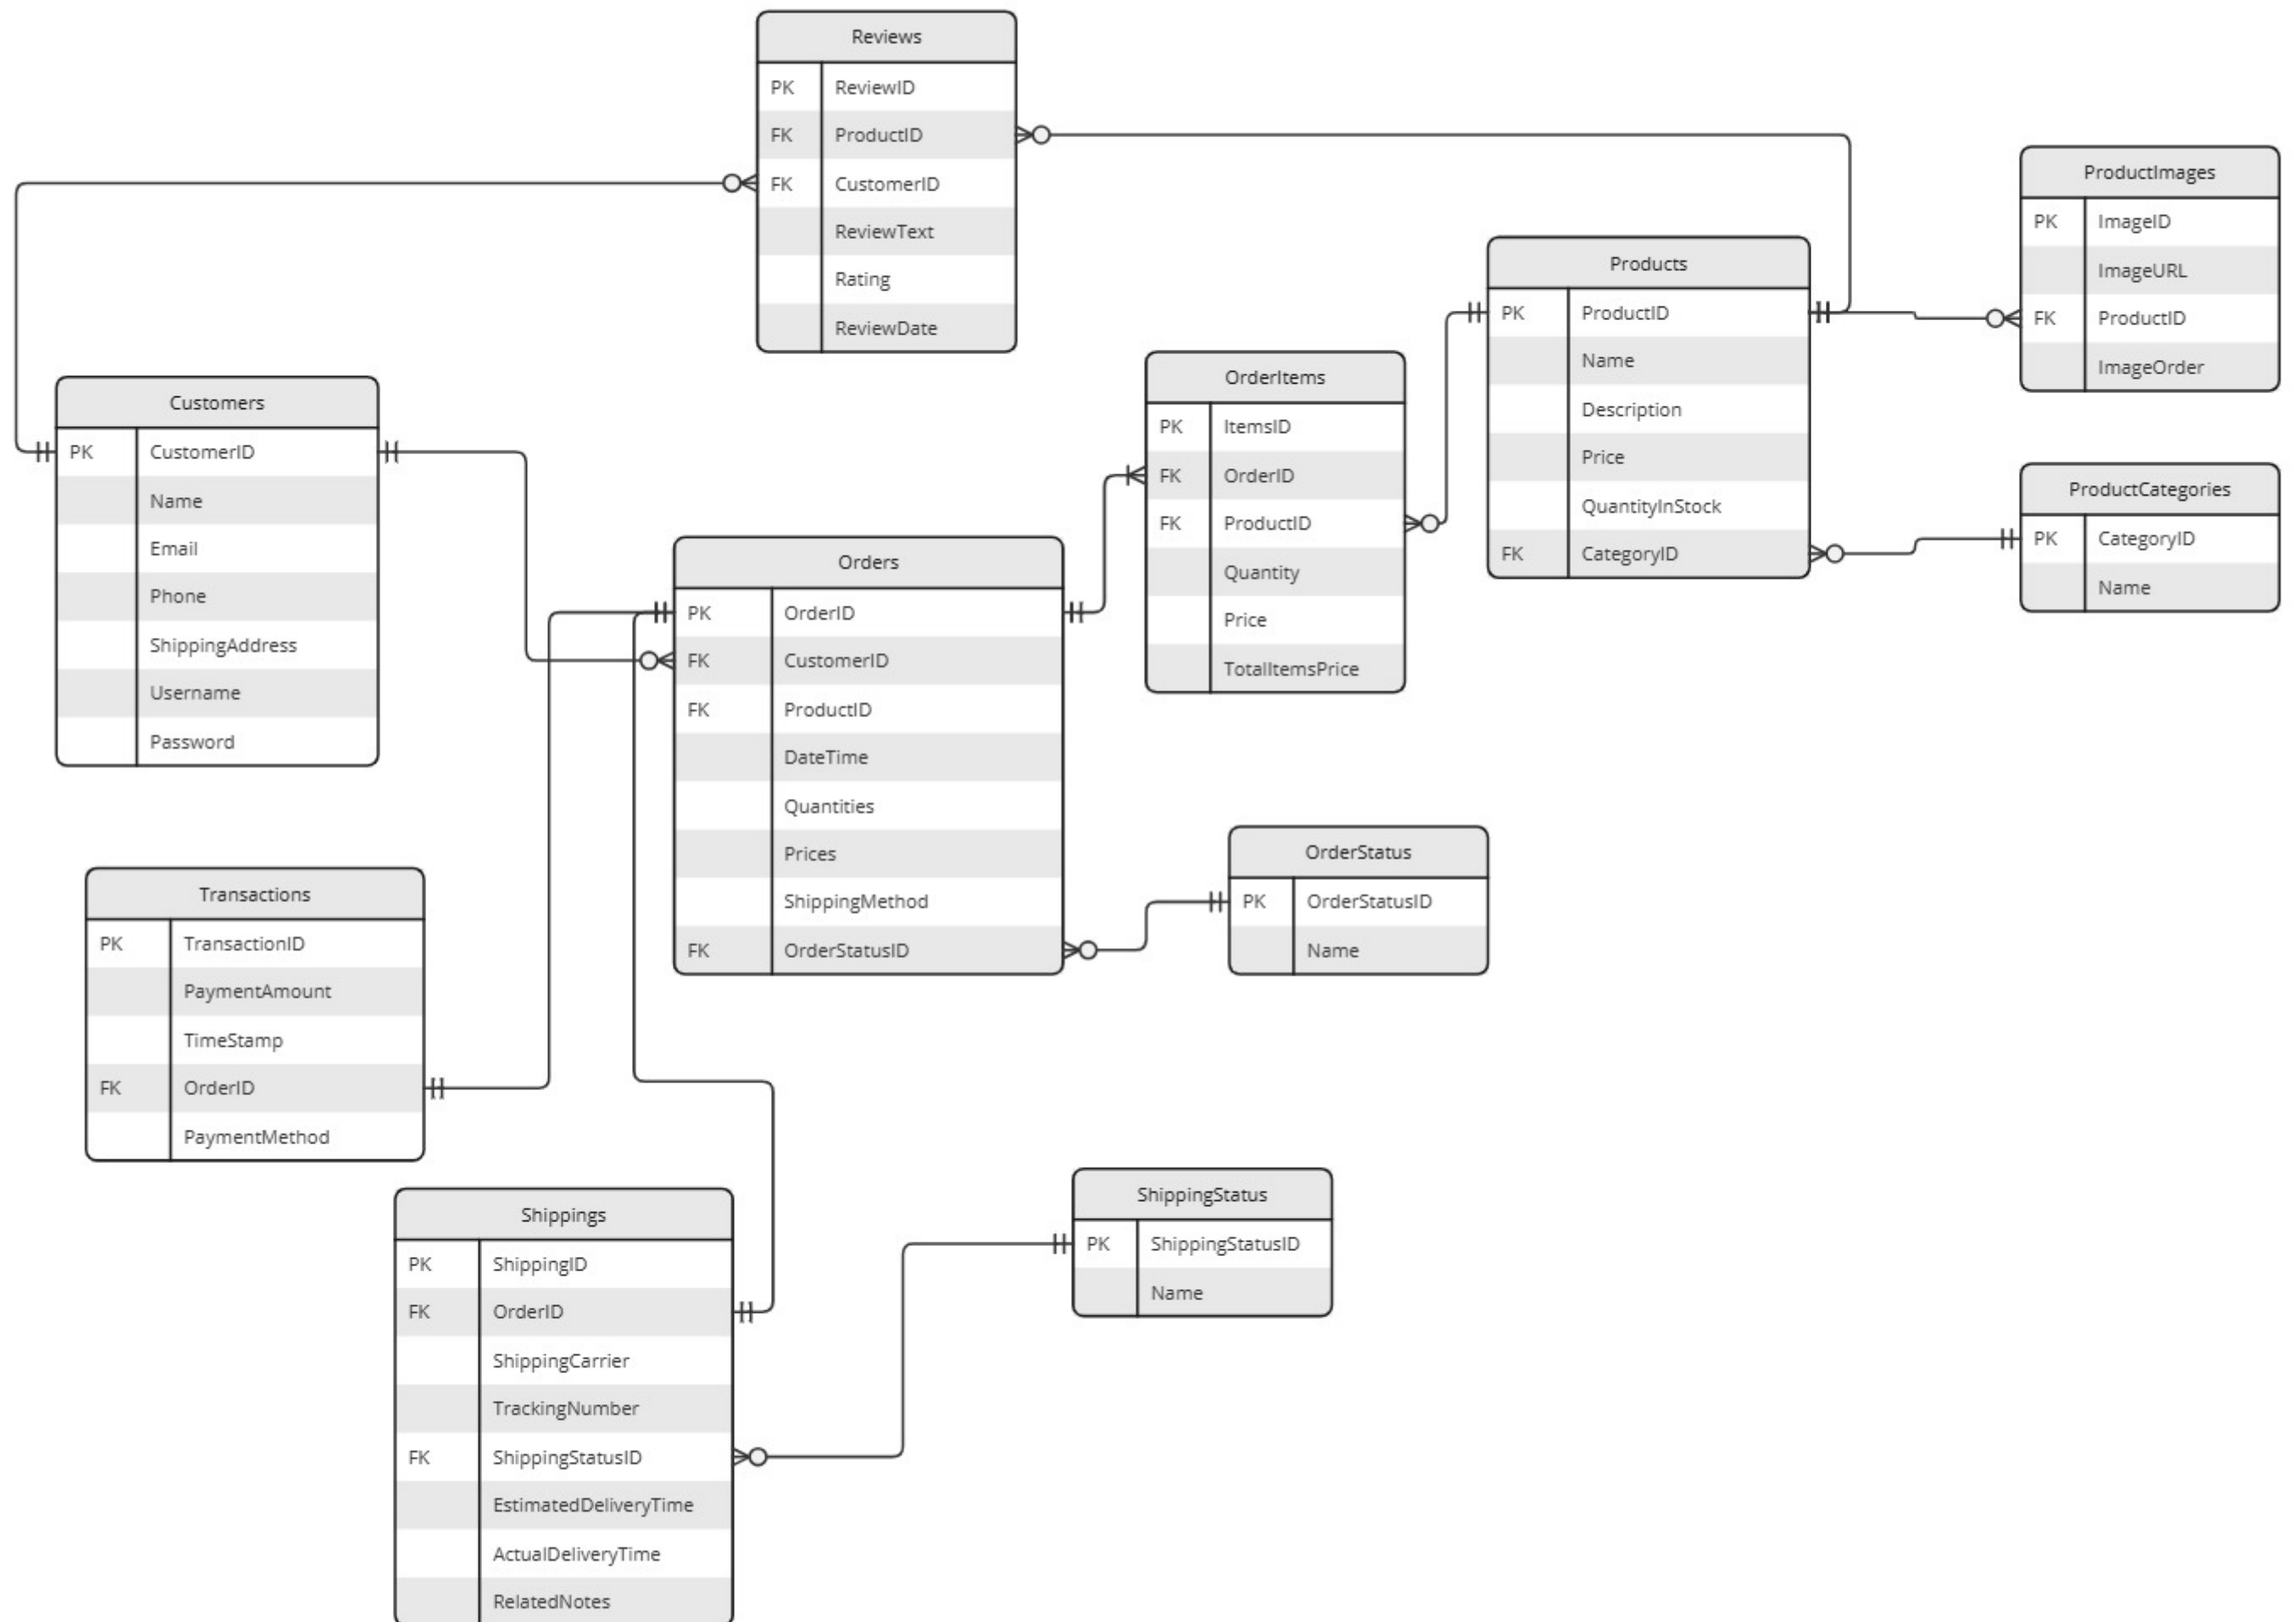 Reviews
PK ReviewID
FK ProductID
FK CustomerID
ReviewText
Rating
ReviewDate
ProductImages
PK ImageID
ImageURL
FK ProductID
ImageOrder
Products
PK ProductID
Name
Description
Price
QuantityInStock
FK CategoryID
OrderItems
PK ItemsID
FK OrderID
FK ProductID
Quantity
Price
TotalItemsPrice
Customers
PK CustomerID
Name
Email
Phone
ShippingAddress
Username
Password
ProductCategories
PK CategoryID
Name
Orders
PK OrderID
FK CustomerID
FK ProductID
DateTime
Quantities
Prices
ShippingMethod
FK OrderStatusID
OrderStatus
PK OrderStatusID
Name
Transactions
PK TransactionID
PaymentAmount
TimeStamp
FK OrderID
PaymentMethod
Shippings
PK ShippingID
FK OrderID
ShippingCarrier
TrackingNumber
FK ShippingStatusID
EstimatedDeliveryTime
ActualDeliveryTime
RelatedNotes
ShippingStatus
PK ShippingStatusID
Name